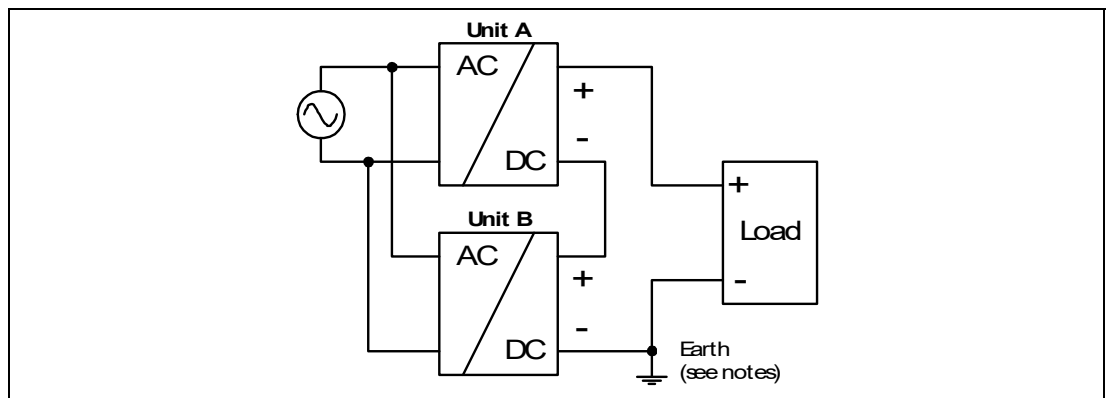 Unit A
AC
+
-
DC
Unit B
AC
+
-
DC
+
Load
-
Earth
(see notes)